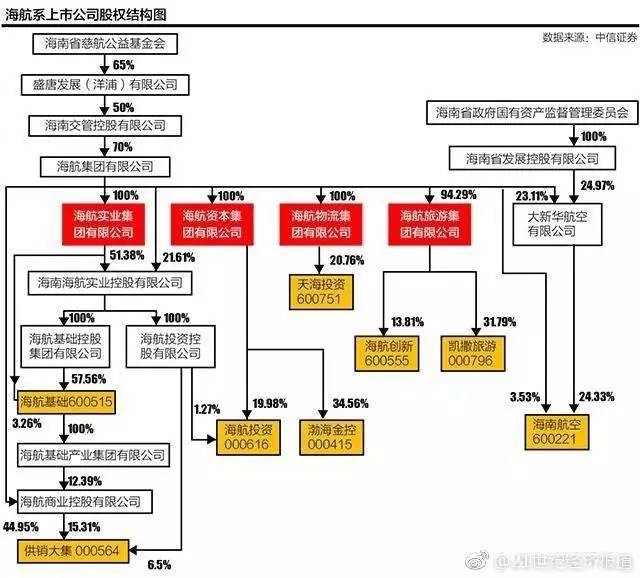 海航系上市公司股权结构图
数据来源：中信证券
海南省慈航公益基金会
65%
盛唐发展（洋浦）有限公司
50%
海南交管控股有限公司
70%
海航集团有限公司
海南省政府国有资产监督管理委员会
100%
海南省发展控股有限公司
24.97%
100%
100%
100%
94.29%
23.11%
海航实业集
团有限公司
海航资本集
团有限公司
海航物流集
团有限公司
海航旅游集
团有限公司
大新华航空
有限公司
51.38%
21.61%
20.76%
海南海航实业控股有限公司
天海投资
600751
100%
100%
13.81%
31.79%
海航基础控股
集团有限公司
海航投资控
股有限公司
海航创新
600555
凯撒旅游
000796
57.56%
海航基础600515
1.27%
19.98%
34.56%
3.53%
24.33%
3.26%
100%
海航投资
000616
渤海金控
000415
海南航空
600221
海航基础产业集团有限公司
12.39%
海航商业控股有限公司
44.95%
15.31%
供销大集 000564
6.5%
@21世纪经济报道